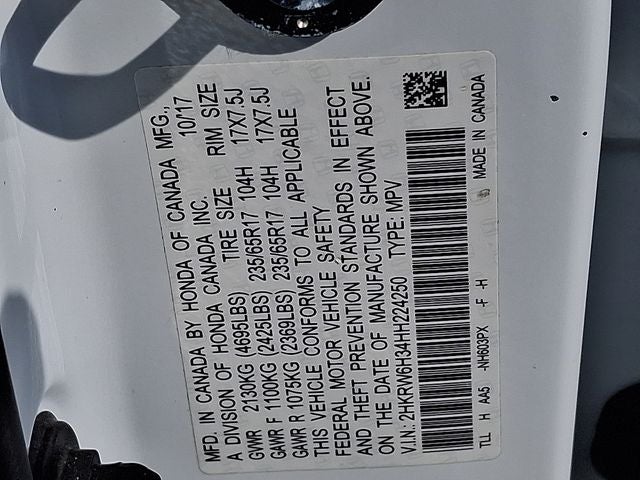 MFD. IN CANADA BY HONDA OF CANADA MFG.,
A DIVISION OF HONDA CANADA INC. 10/17
TIRE SIZE RIM SIZE
GVWR 2130KG (4695LBS)
GAWR F 1100KG (2425LBS) 235/65R17 104H 17X7.5J
GAWR R 1075KG (2369LBS) 235/65R17 104H 17X7.5J
THIS VEHICLE CONFORMS TO ALL APPLICABLE
FEDERAL MOTOR VEHICLE SAFETY
AND THEFT PREVENTION STANDARDS IN EFFECT
ON THE DATE OF MANUFACTURE SHOWN ABOVE.
V.I.N.: 2HKRW6H34HH224250 TYPE: MPV
TLL H AA5 -NH603PX -F -H MADE IN CANADA